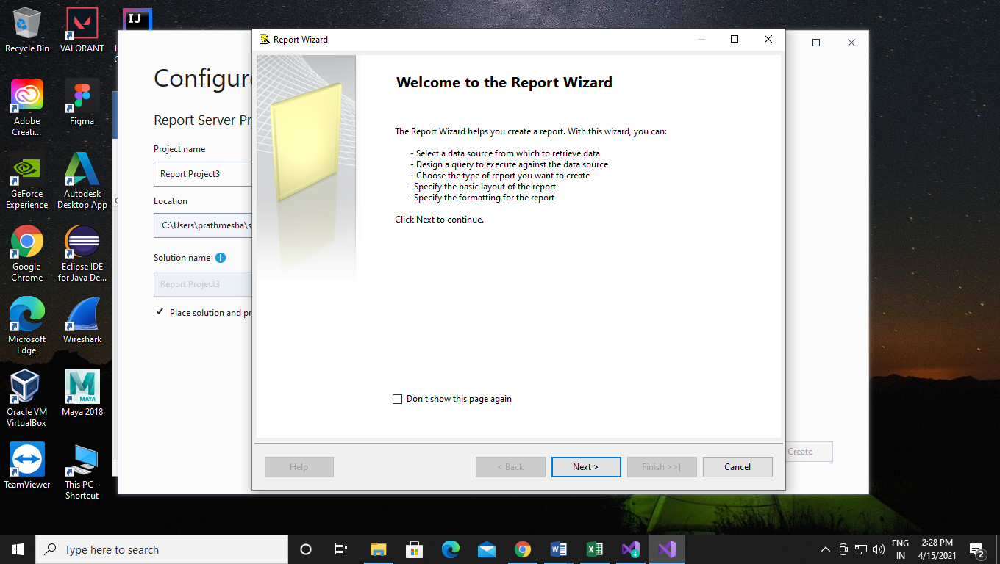 Recycle Bin
VALORANT
IJ
Adobe
Creati...
Figma
GeForce
Experience
Autodesk
Desktop App
Google
Chrome
Eclipse IDE
for Java De...
Microsoft
Edge
Wireshark
Oracle VM
VirtualBox
MAYA
Maya 2018
TeamViewer
This PC -
Shortcut
Configure
Report Server Pr
Project name
Report Project3
Location
C:\Users\prathmesha\s
Solution name
Report Project3
Place solution and pr
Create
Report Wizard
Welcome to the Report Wizard
The Report Wizard helps you create a report. With this wizard, you can:
- Select a data source from which to retrieve data
- Design a query to execute against the data source
- Choose the type of report you want to create
- Specify the basic layout of the report
- Specify the formatting for the report
Click Next to continue.
Don't show this page again
Help
< Back
Next >
Finish >>|
Cancel
Type here to search
ENG
IN
2:28 PM
4/15/2021
2